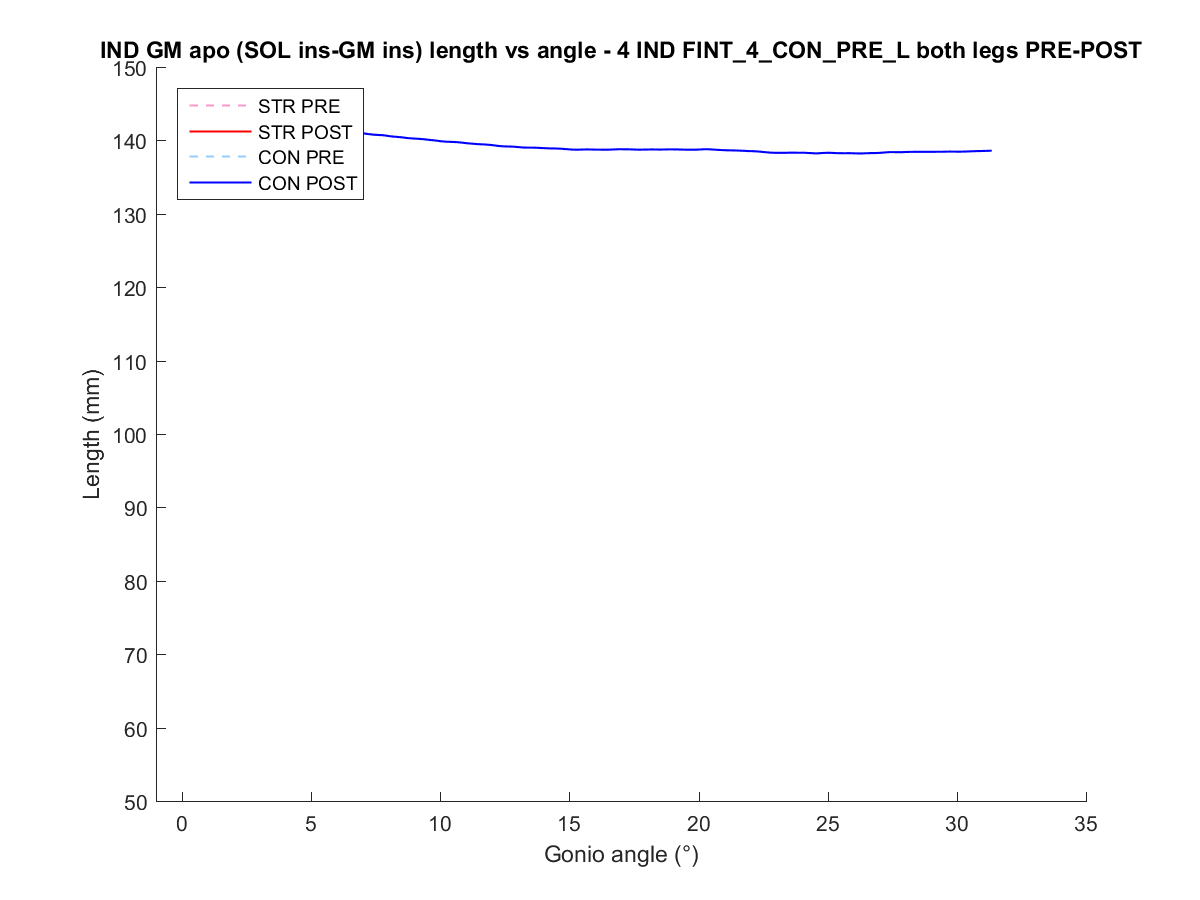 IND GM apo (SOL ins-GM ins) length vs angle - 4 IND FINT_4_CON_PRE_L both legs PRE-POST
150
140
130
120
110
100
90
80
70
60
50
Length (mm)
STR PRE
STR POST
CON PRE
CON POST
0 5 10 15 20 25 30 35
Gonio angle (°)